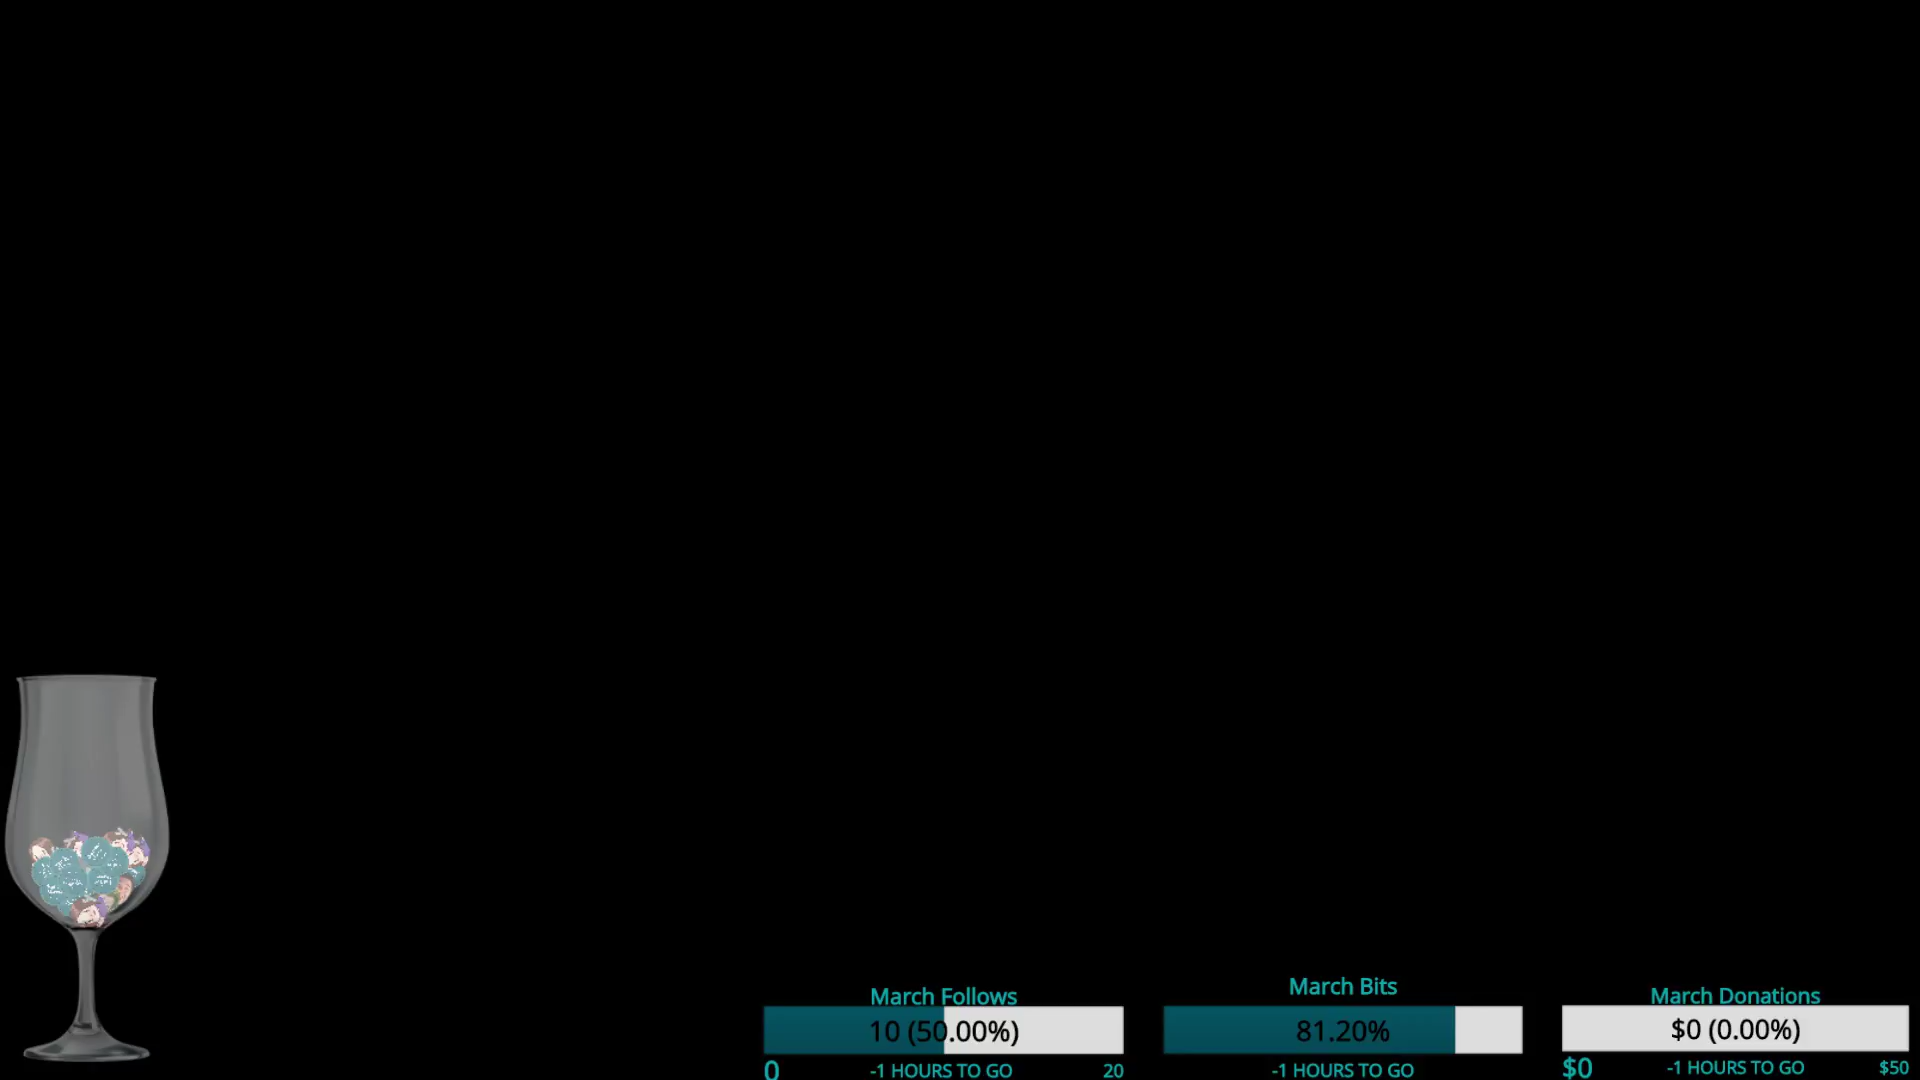 March Follows
10 (50.00%)
0 -1 HOURS TO GO 20
March Bits
81.20%
-1 HOURS TO GO
March Donations
$0 (0.00%)
$0 -1 HOURS TO GO $50